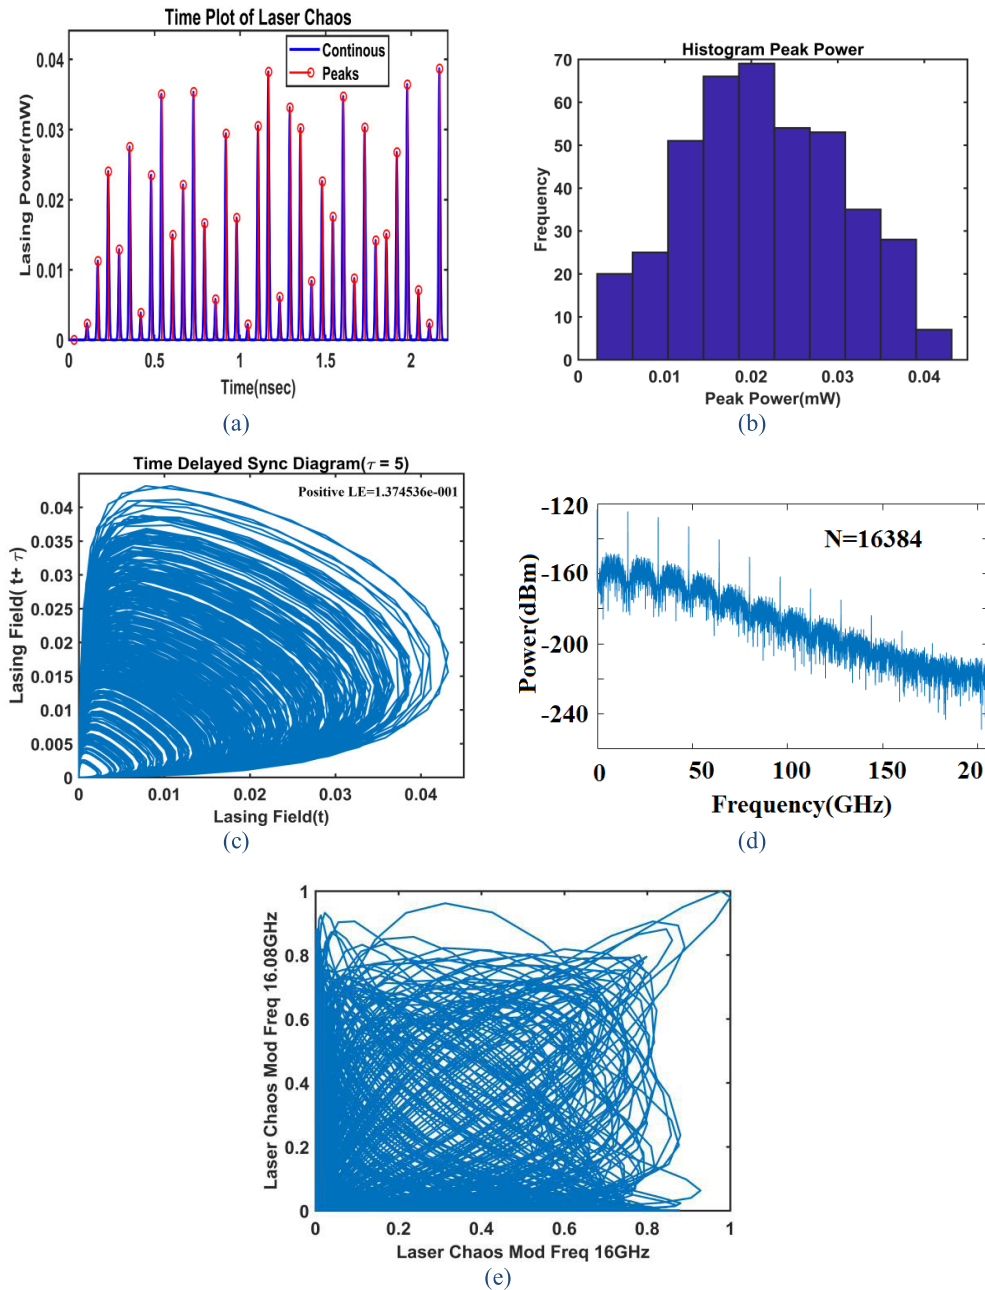 Time Plot of Laser Chaos
Continous
Peaks
0.04
0.03
0.02
0.01
0
Lasing Power(mW)
0
0.5
1
1.5
2
Time(nsec)
(a)
Histogram Peak Power
70
60
50
40
30
20
10
0
Frequency
0
0.01
0.02
0.03
0.04
Peak Power(mW)
(b)
Time Delayed Sync Diagram(τ = 5)
Positive LE=1.374536e-001
0.04
0.035
0.03
0.025
0.02
0.015
0.01
0.005
0
Lasing Field( t+ τ)
0
0.01
0.02
0.03
0.04
Lasing Field(t)
(c)
N=16384
-120
-160
-200
-240
Power(dBm)
0
50
100
150
20
Frequency(GHz)
(d)
1
0.8
0.6
0.4
0.2
0
Laser Chaos Mod Freq 16.08GHz
0
0.2
0.4
0.6
0.8
1
Laser Chaos Mod Freq 16GHz
(e)